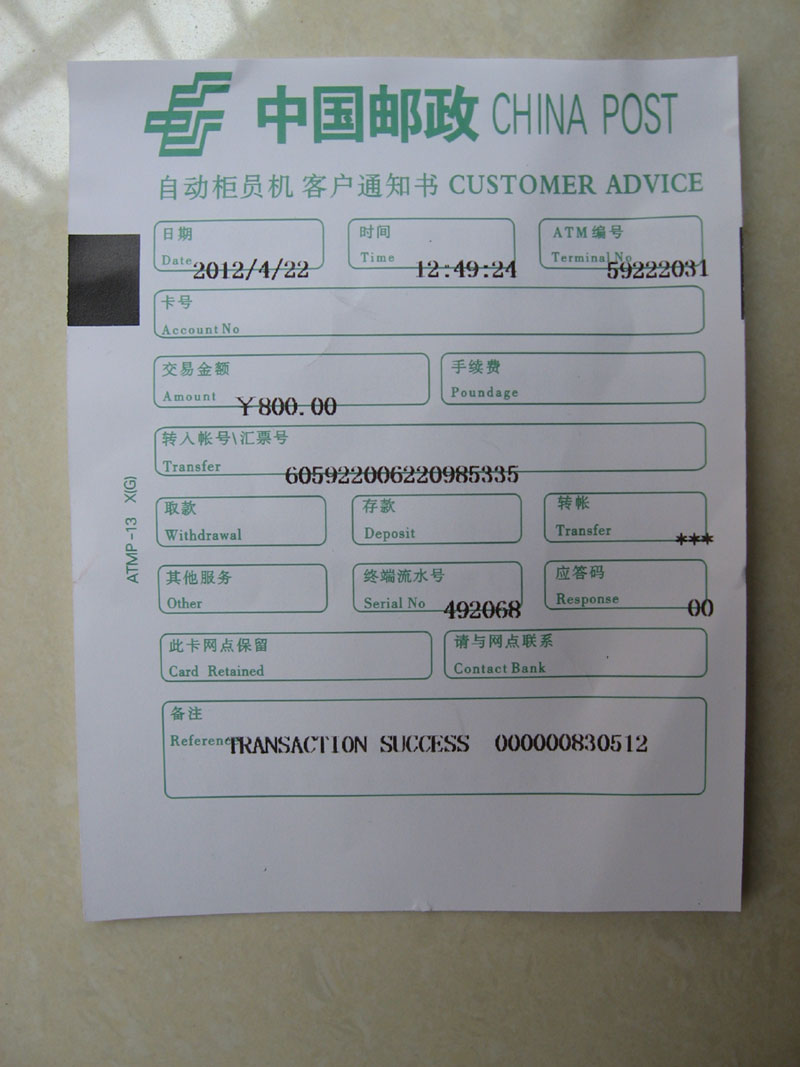 中国邮政 CHINA POST
自动柜员机 客户通知书 CUSTOMER ADVICE
日期 时间 ATM编号
Date 2012/4/22 Time 12:49:24 Terminal No 59222031
卡号
Account No
交易金额 手续费
Amount ¥800.00 Poundage
转入帐号\汇票号
Transfer 605922006220985335
取款 存款 转帐
Withdrawal Deposit Transfer ***
其他服务 终端流水号 应答码
Other Serial No 492068 Response 00
此卡网点保留 请与网点联系
Card Retained Contact Bank
备注
Reference TRANSACTION SUCCESS 000000830512
ATMP-13 X(G)